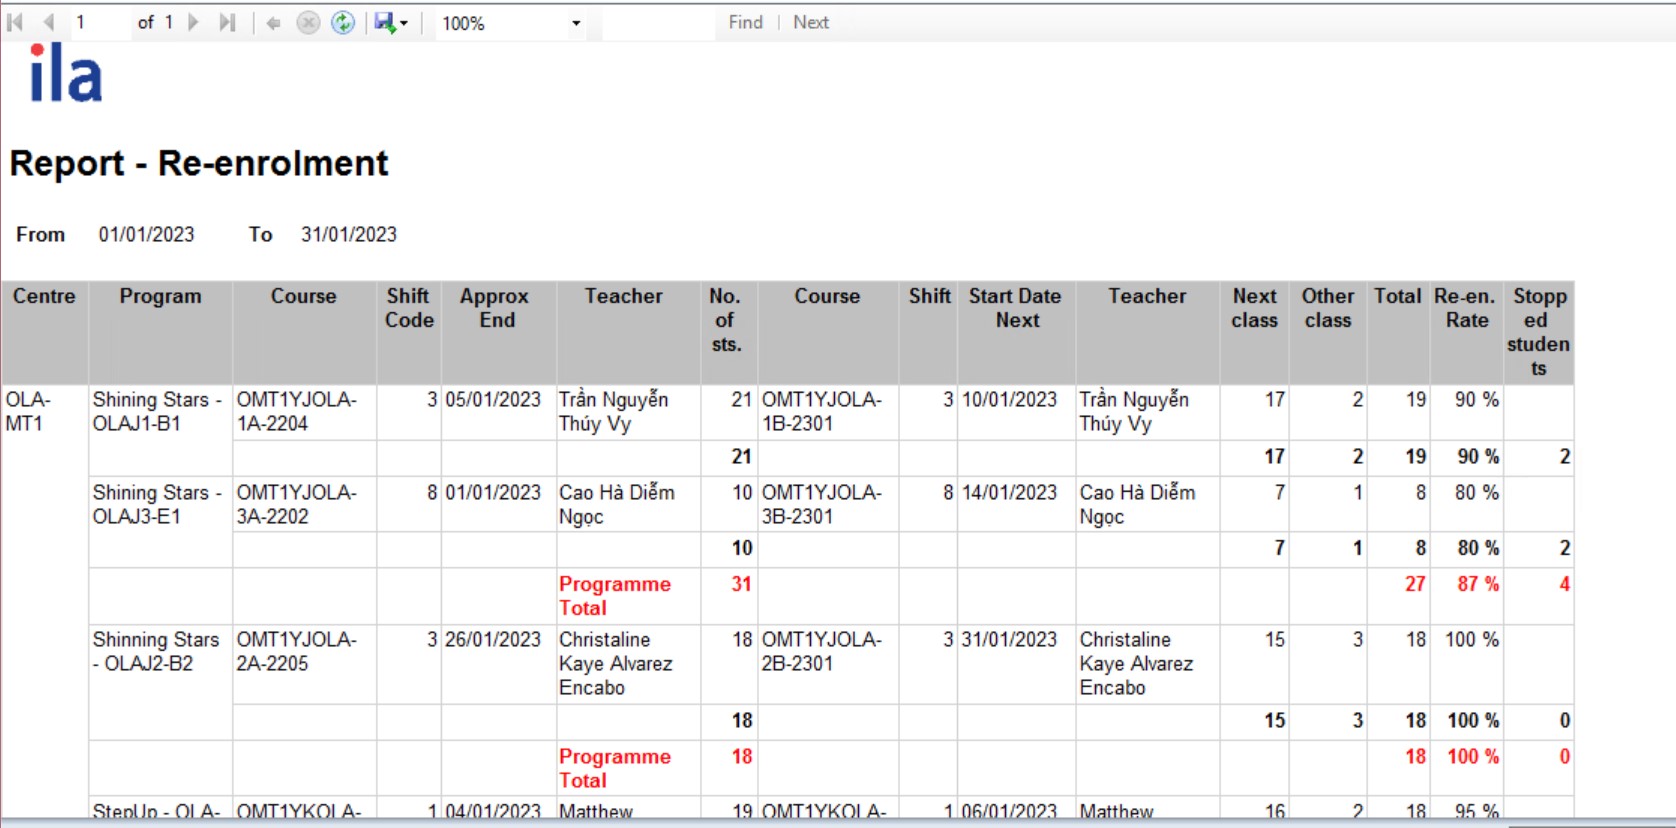 1 of 1 100% Find | Next
ila
Report - Re-enrolment
From 01/01/2023 To 31/01/2023
Centre Program Course Shift Code Approx End Teacher No. of sts. Course Shift Start Date Next Teacher Next class Other class Total Re-en. Rate Stopp ed studen ts
OLA- Shining Stars - OMT1YJOLA- 3 05/01/2023 Trần Nguyễn 21 OMT1YJOLA- 3 10/01/2023 Trần Nguyễn 17 2 19 90 %
MT1 OLAJ1-B1 1A-2204 Thúy Vy 1B-2301 Thúy Vy
21 17 2 19 90 % 2
Shining Stars - OMT1YJOLA- 8 01/01/2023 Cao Hà Diễm 10 OMT1YJOLA- 8 14/01/2023 Cao Hà Diễm 7 1 8 80 %
OLAJ3-E1 3A-2202 Ngọc 3B-2301 Ngọc
10 7 1 8 80 % 2
Programme 31 27 87 % 4
Total
Shinning Stars OMT1YJOLA- 3 26/01/2023 Christaline 18 OMT1YJOLA- 3 31/01/2023 Christaline 15 3 18 100 %
- OLAJ2-B2 2A-2205 Kaye Alvarez 2B-2301 Kaye Alvarez
Encabo Encabo
18 15 3 18 100 % 0
Programme 18 18 100 % 0
Total
StepUp - OLA- OMT1YKOLA- 1 04/01/2023 Matthew 19 OMT1YKOLA- 1 06/01/2023 Matthew 16 2 18 95 %